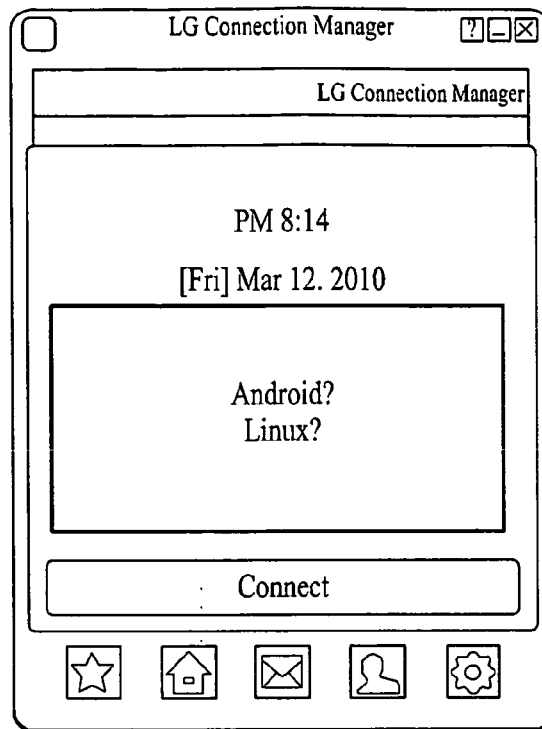 LG Connection Manager ?
LG Connection Manager
PM 8:14
[Fri] Mar 12. 2010
Android?
Linux?
Connect